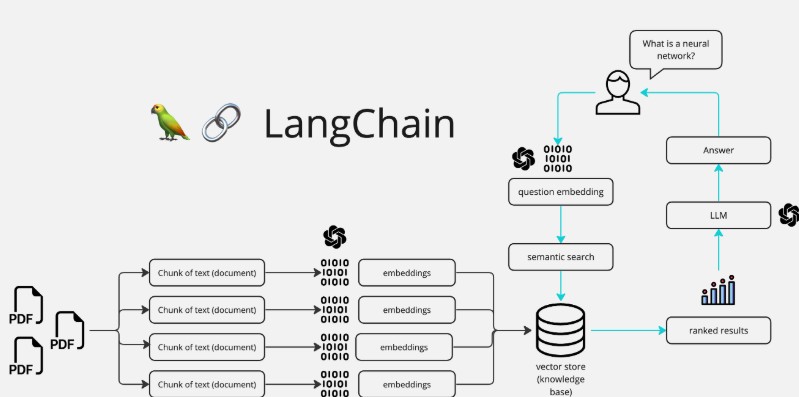 What is a neural
network?
LangChain
01010
10101
01010
Answer
question embedding
LLM
semantic search
Chunk of text (document)
01010
10101
01010
embeddings
Chunk of text (document)
01010
10101
01010
embeddings
Chunk of text (document)
01010
10101
01010
embeddings
Chunk of text (document)
01010
10101
01010
embeddings
PDF
PDF
PDF
ranked results
vector store
(knowledge
base)